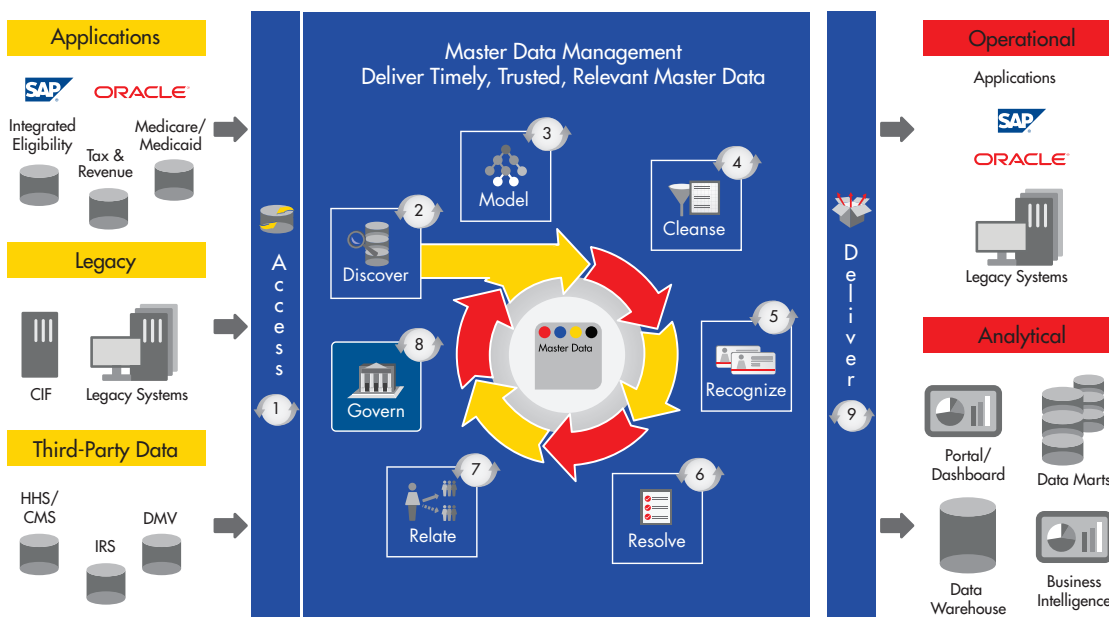 Applications
SAP
ORACLE
Integrated
Eligibility
Tax &
Revenue
Medicare/
Medicaid
Legacy
CIF
Legacy Systems
Third-Party Data
HHS/
CMS
IRS
DMV
Access
1
Master Data Management
Deliver Timely, Trusted, Relevant Master Data
2
Discover
3
Model
4
Cleanse
5
Recognize
6
Resolve
7
Relate
8
Govern
Master Data
Deliver
9
Operational
Applications
SAP
ORACLE
Legacy Systems
Analytical
Portal/
Dashboard
Data Marts
Data
Warehouse
Business
Intelligence